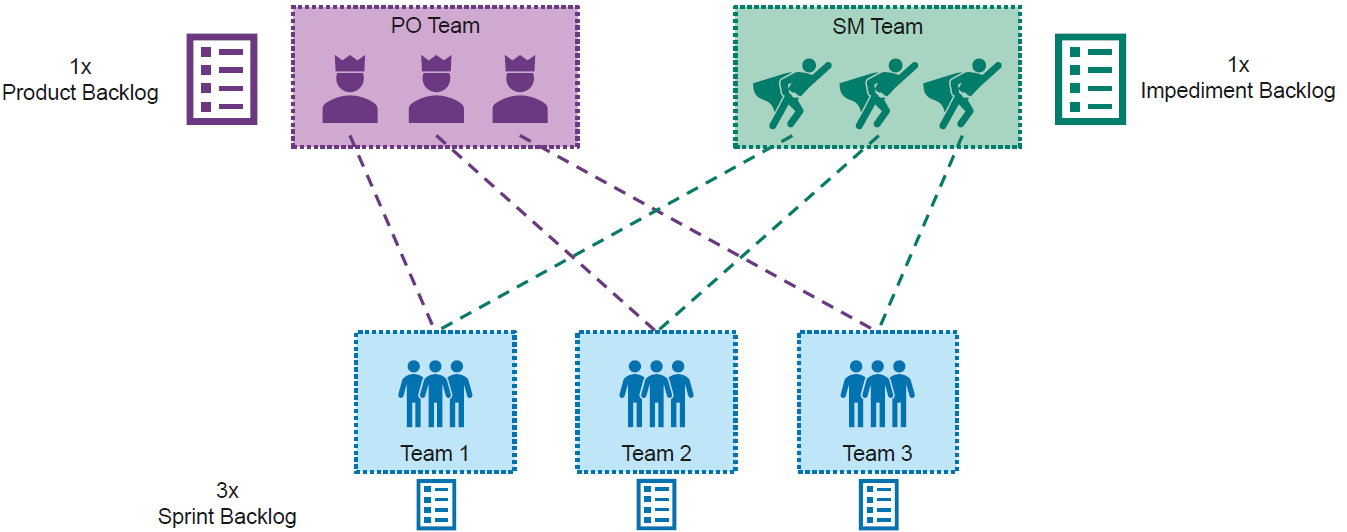 PO Team
SM Team
1x
Product Backlog
1x
Impediment Backlog
Team 1
Team 2
Team 3
3x
Sprint Backlog